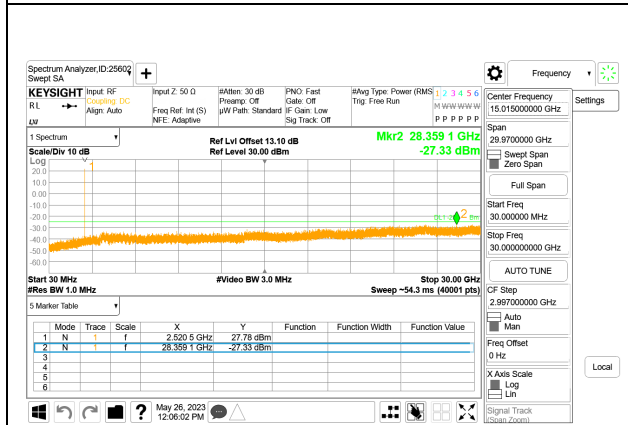 Spectrum Analyzer,ID:25602
Swept SA
+
Frequency
Settings
KEYSIGHT Input: RF Input Z: 50 Ω #Atten: 30 dB PNO: Fast #Avg Type: Power (RMS 1 2 3 4 5 6
RL Coupling: DC Preamp: Off Gate: Off Trig: Free Run M W W W W W
Align: Auto Freq Ref: Int (S) µW Path: Standard IF Gain: Low
LXI NFE: Adaptive Sig Track: Off P P P P P P
1 Spectrum
Ref Lvl Offset 13.10 dB Mkr2 28.359 1 GHz
Scale/Div 10 dB Ref Level 30.00 dBm -27.33 dBm
Log
1
20.0
10.0
0.00
-10.0
-20.0
2
-30.0
-40.0
-50.0
-60.0
Start 30 MHz #Video BW 3.0 MHz Stop 30.00 GHz
#Res BW 1.0 MHz Sweep ~54.3 ms (40001 pts)
5 Marker Table
Mode Trace Scale X Y Function Function Width Function Value
1 N 1 f 2.520 5 GHz 27.78 dBm
2 N 1 f 28.359 1 GHz -27.33 dBm
3
4
5
6
Center Frequency
15.015000000 GHz
Span
29.9700000 GHz
Swept Span
Zero Span
Full Span
Start Freq
30.000000 MHz
Stop Freq
30.000000000 GHz
AUTO TUNE
CF Step
2.997000000 GHz
Auto
Man
Freq Offset
0 Hz
X Axis Scale
Log
Lin
Signal Track
(Span Zoom)
Local
?
May 26, 2023
12:06:02 PM